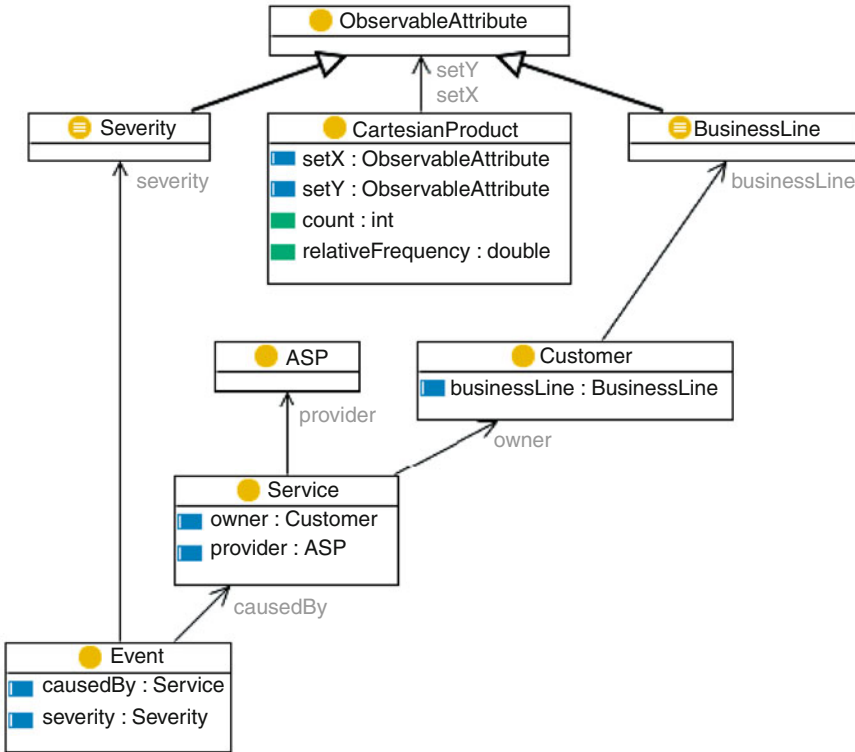 ObservableAttribute
setY
setX
Severity
CartesianProduct
BusinessLine
setX : ObservableAttribute
setY : ObservableAttribute
count : int
relativeFrequency : double
severity
businessLine
ASP
Customer
businessLine : BusinessLine
provider
owner
Service
owner : Customer
provider : ASP
causedBy
Event
causedBy : Service
severity : Severity